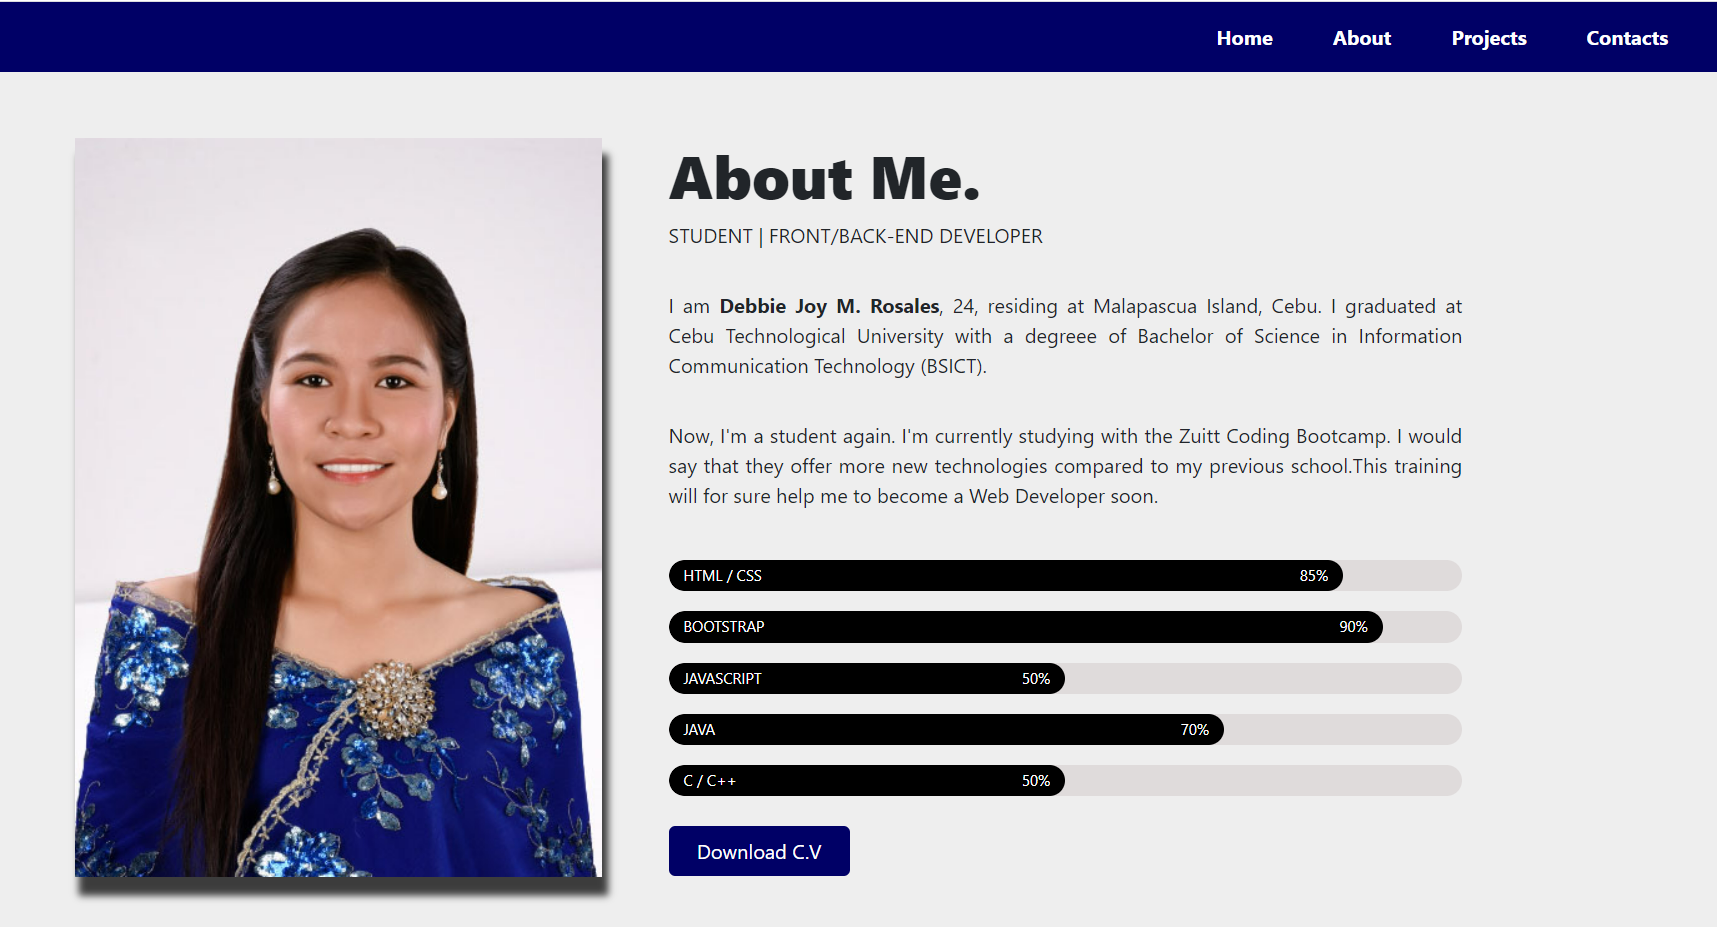 Home About Projects Contacts
About Me.
STUDENT | FRONT/BACK-END DEVELOPER
I am Debbie Joy M. Rosales, 24, residing at Malapascua Island, Cebu. I graduated at
Cebu Technological University with a degreee of Bachelor of Science in Information
Communication Technology (BSICT).
Now, I'm a student again. I'm currently studying with the Zuitt Coding Bootcamp. I would
say that they offer more new technologies compared to my previous school.This training
will for sure help me to become a Web Developer soon.
HTML / CSS 85%
BOOTSTRAP 90%
JAVASCRIPT 50%
JAVA 70%
C / C++ 50%
Download C.V